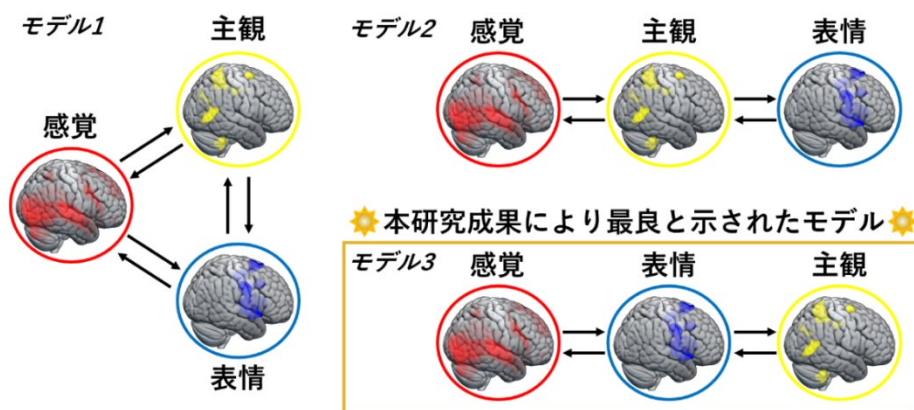 モデル1
主観
感覚
表情
モデル2
感覚
主観
表情
本研究成果により最良と示されたモデル
モデル3
感覚
表情
主観